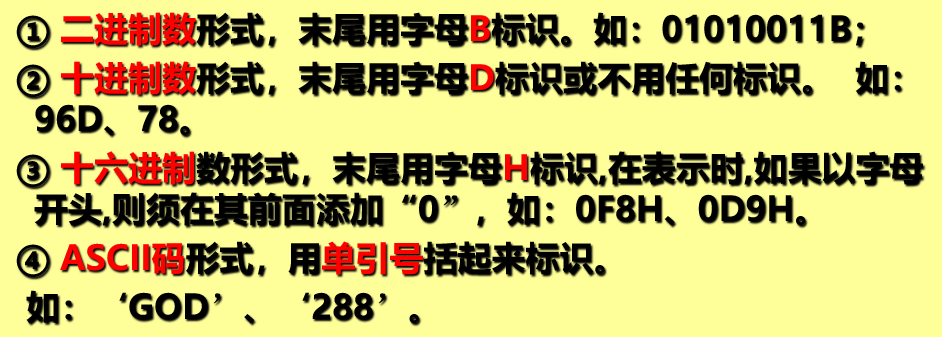 ① 二进制数形式，末尾用字母B标识。如：01010011B；
② 十进制数形式，末尾用字母D标识或不用任何标识。 如：
96D、78。
③ 十六进制数形式，末尾用字母H标识,在表示时,如果以字母
开头,则须在其前面添加“0”，如：0F8H、0D9H。
④ ASCII码形式，用单引号括起来标识。
如：‘GOD’、‘288’。